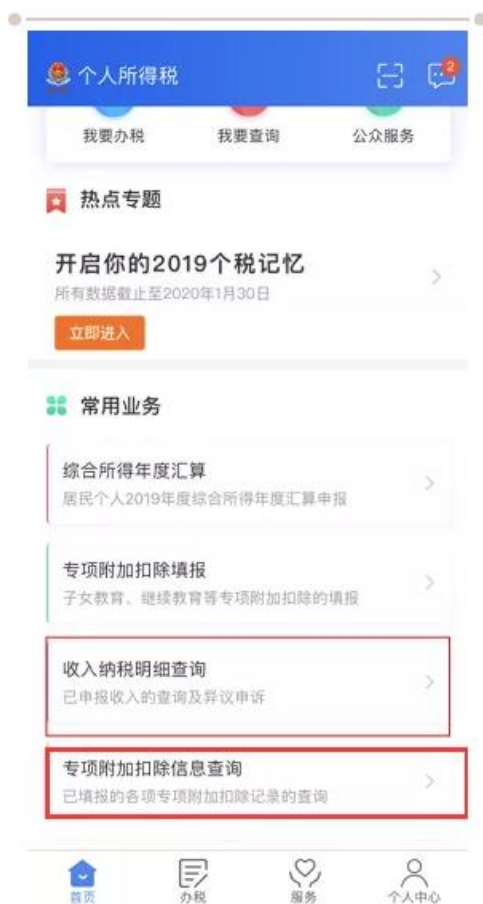 个人所得税
2
我要办税 我要查询 公众服务
热点专题
开启你的2019个税记忆
所有数据截止至2020年1月30日
立即进入
常用业务
综合所得年度汇算
居民个人2019年度综合所得年度汇算申报
专项附加扣除填报
子女教育、继续教育等专项附加扣除的填报
收入纳税明细查询
已申报收入的查询及异议申诉
专项附加扣除信息查询
已填报的各项专项附加扣除记录的查询
首页 办税 服务 个人中心